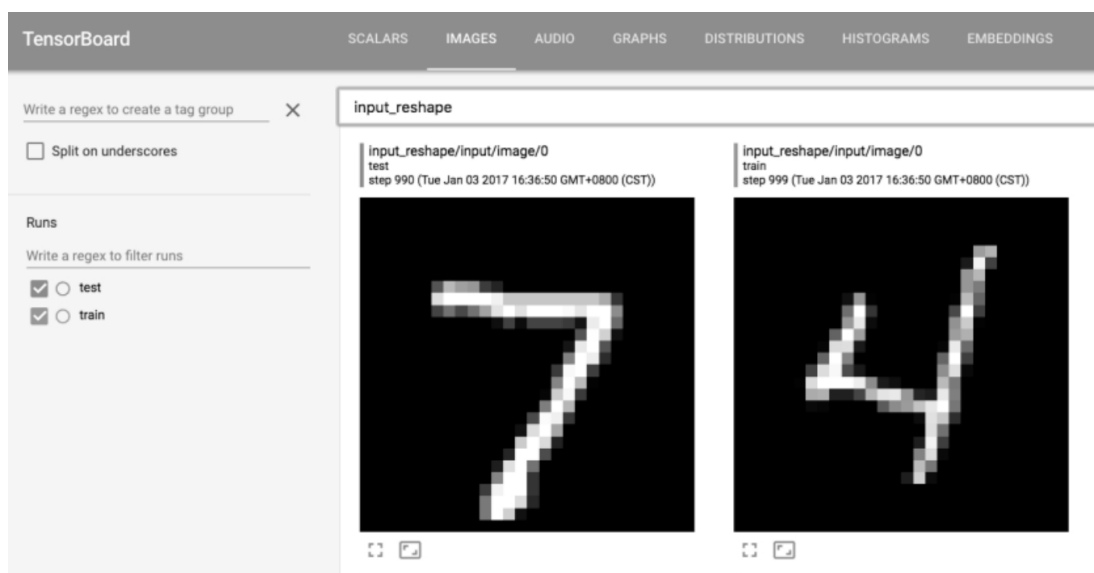 TensorBoard
SCALARS IMAGES AUDIO GRAPHS DISTRIBUTIONS HISTOGRAMS EMBEDDINGS
Write a regex to create a tag group
Split on underscores
Runs
Write a regex to filter runs
test
train
input_reshape
input_reshape/input/image/0
test
step 990 (Tue Jan 03 2017 16:36:50 GMT+0800 (CST))
7
input_reshape/input/image/0
train
step 999 (Tue Jan 03 2017 16:36:50 GMT+0800 (CST))
4